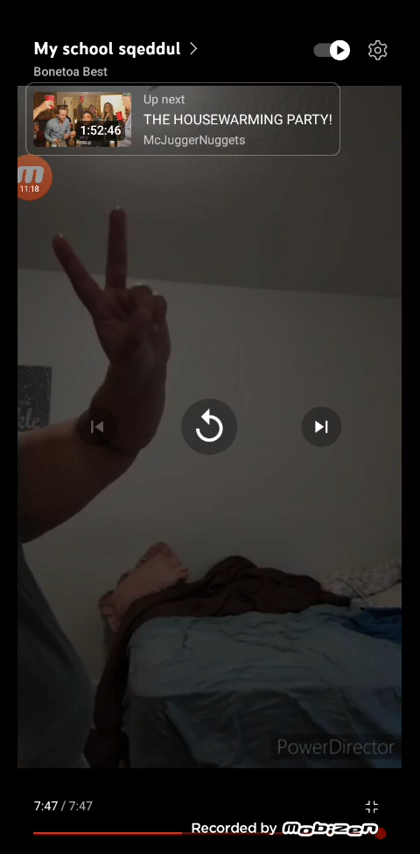 My school sqeddul
Bonetoa Best
Up next
THE HOUSEWARMING PARTY!
1:52:46
McJuggerNuggets
11:18
PowerDirector
7:47 / 7:47
Recorded by Mobizen